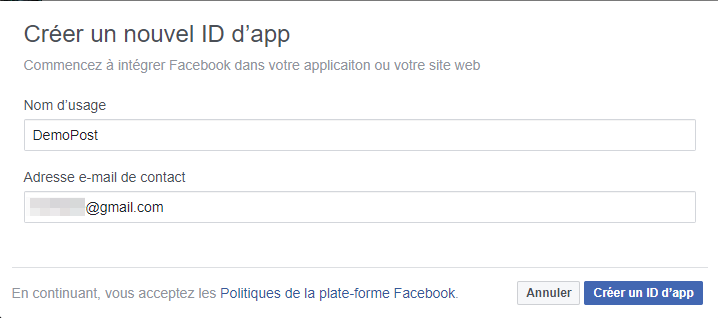 Créer un nouvel ID d’app
Commencez à intégrer Facebook dans votre applicaiton ou votre site web
Nom d’usage
DemoPost
Adresse e-mail de contact
@gmail.com
En continuant, vous acceptez les Politiques de la plate-forme Facebook. Annuler Créer un ID d’app